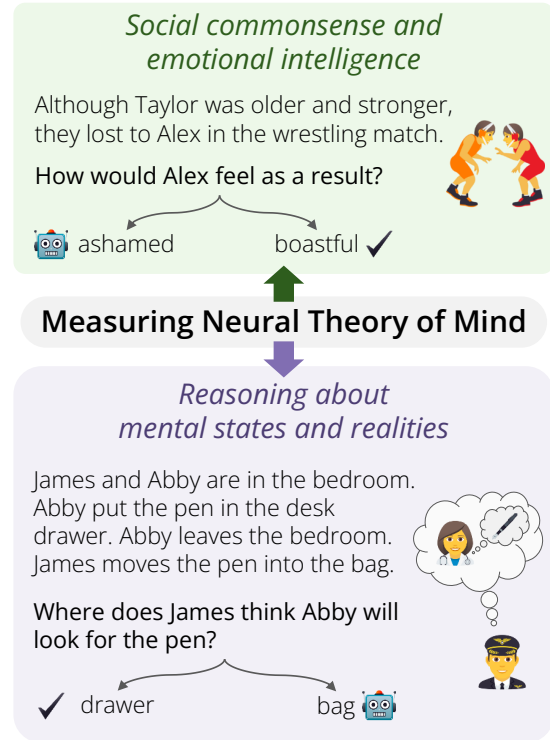 Social commonsense and
emotional intelligence
Although Taylor was older and stronger,
they lost to Alex in the wrestling match.
How would Alex feel as a result?
ashamed boastful
Measuring Neural Theory of Mind
Reasoning about
mental states and realities
James and Abby are in the bedroom.
Abby put the pen in the desk
drawer. Abby leaves the bedroom.
James moves the pen into the bag.
Where does James think Abby will
look for the pen?
drawer bag